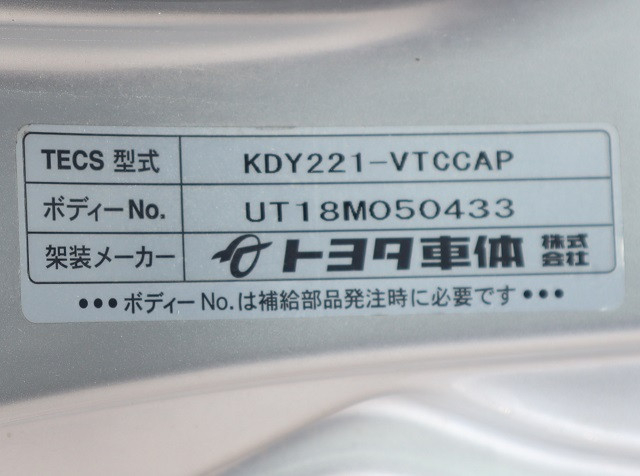 TECS 型式 KDY221-VTCCAP
ボディーNo. UT18M050433
架装メーカー トヨタ車体 株式会社
•••ボディーNo.は補給部品発注時に必要です•••